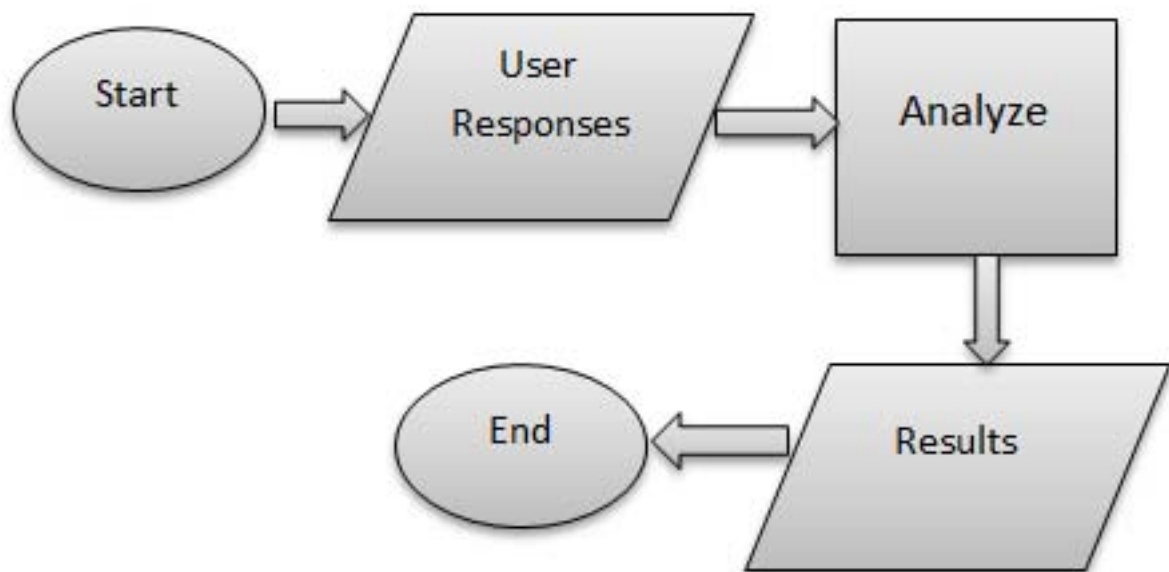 Start
User
Responses
Analyze
Results
End